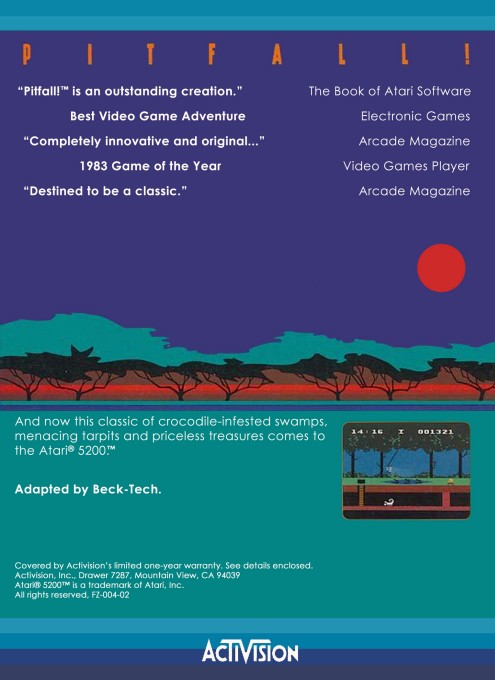 PITFALL!
“Pitfall!™ is an outstanding creation.” The Book of Atari Software
Best Video Game Adventure Electronic Games
“Completely innovative and original...” Arcade Magazine
1983 Game of the Year Video Games Player
“Destined to be a classic.” Arcade Magazine
And now this classic of crocodile-infested swamps,
menacing tarpits and priceless treasures comes to
the Atari® 5200™.
14:16 I 001321
Adapted by Beck-Tech.
Covered by Activision’s limited one-year warranty. See details enclosed.
Activision, Inc., Drawer 7287, Mountain View, CA 94039
Atari® 5200™ is a trademark of Atari, Inc.
All rights reserved, FZ-004-02
ACTIVISION